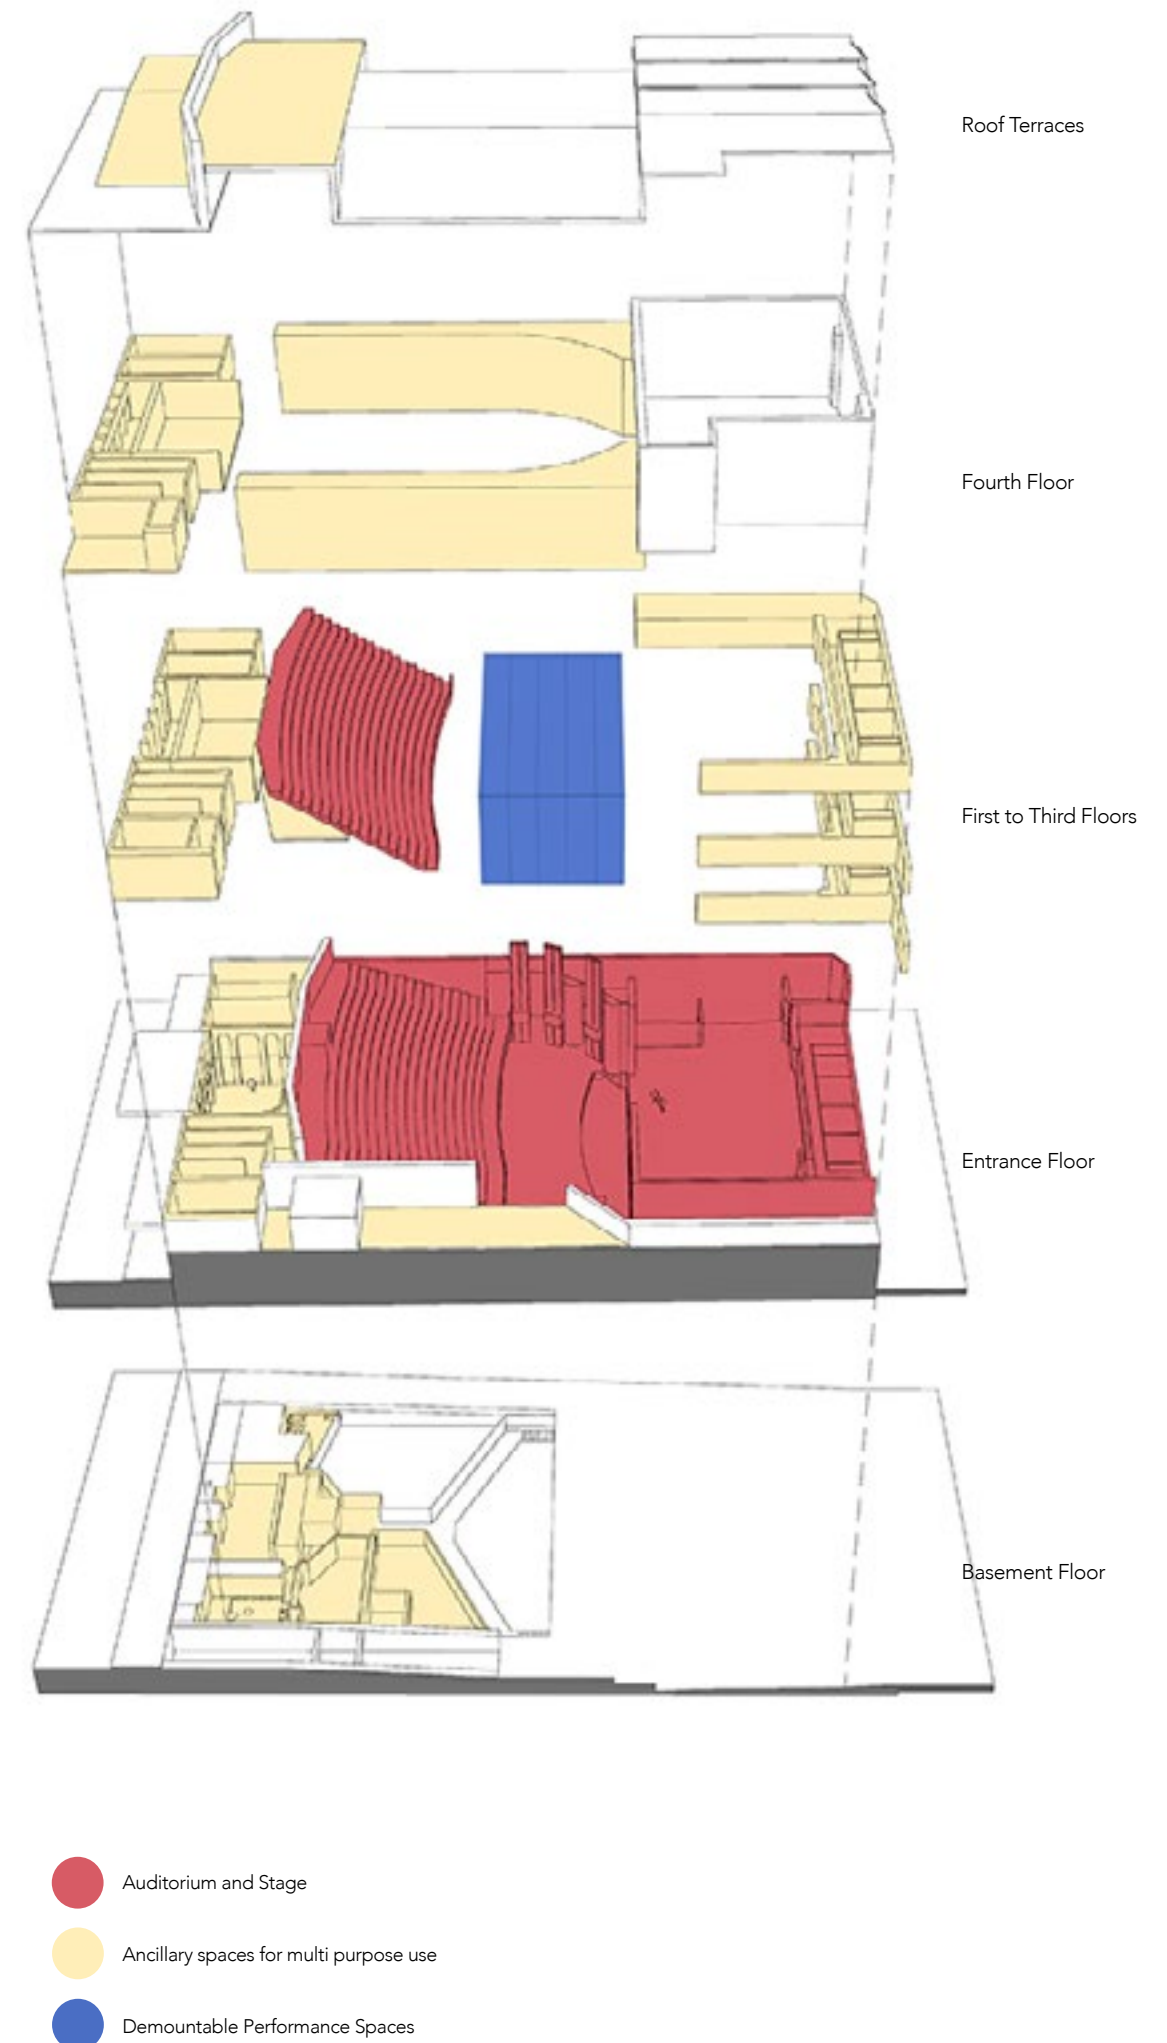 Roof Terraces
Fourth Floor
First to Third Floors
Entrance Floor
Basement Floor
Auditorium and Stage
Ancillary spaces for multi purpose use
Demountable Performance Spaces